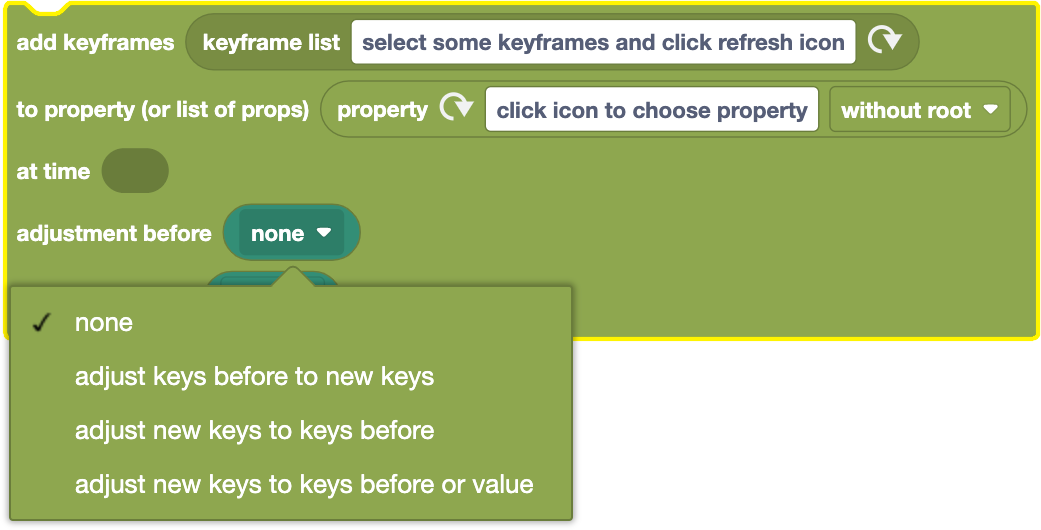 add keyframes keyframe list select some keyframes and click refresh icon
to property (or list of props) property click icon to choose property without root
at time
adjustment before none
none
adjust keys before to new keys
adjust new keys to keys before
adjust new keys to keys before or value